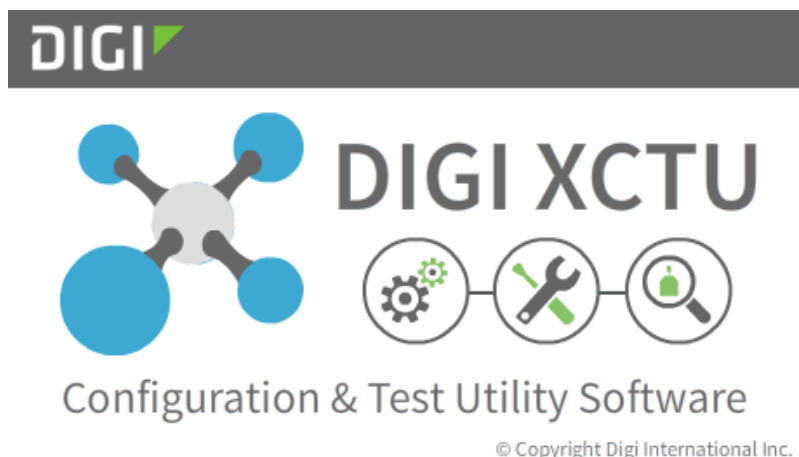 DIGI
DIGI XCTU
Configuration & Test Utility Software
© Copyright Digi International Inc.